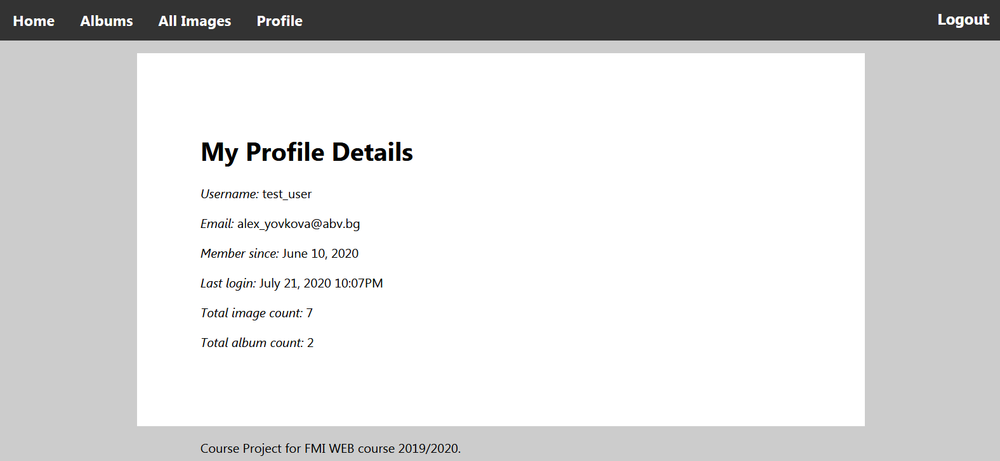 Home Albums All Images Profile Logout
My Profile Details
Username: test_user
Email: alex_yovkova@abv.bg
Member since: June 10, 2020
Last login: July 21, 2020 10:07PM
Total image count: 7
Total album count: 2
Course Project for FMI WEB course 2019/2020.